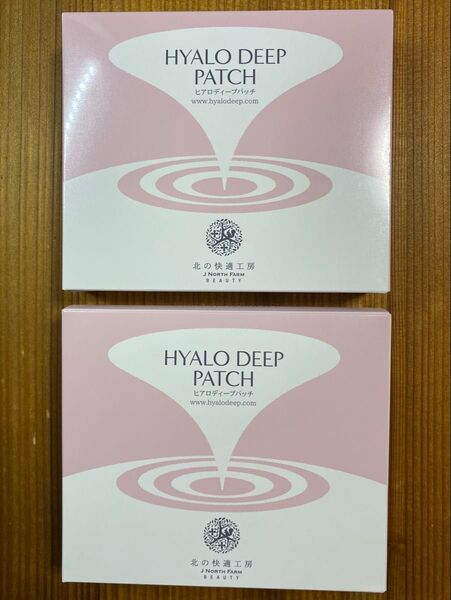 HYALO DEEP
PATCH
ヒアロディープパッチ
www.hyalodeep.com
北の快適工房
J NORTH FARM
BEAUTY
HYALO DEEP
PATCH
ヒアロディープパッチ
www.hyalodeep.com
北の快適工房
J NORTH FARM
BEAUTY